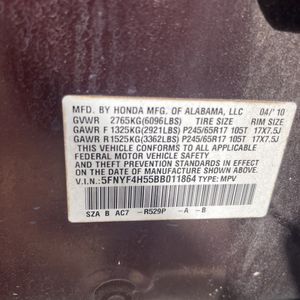 MFD. BY HONDA MFG. OF ALABAMA, LLC 04/'10
GVWR 2765KG(6096LBS) TIRE SIZE RIM SIZE
GAWR F 1325KG(2921LBS) P245/65R17 105T 17X7.5J
GAWR R1525KG(3362LBS) P245/65R17 105T 17X7.5J
THIS VEHICLE CONFORMS TO ALL APPLICABLE
FEDERAL MOTOR VEHICLE SAFETY
AND THEFT PREVENTION STANDARDS IN EFFECT ON THE
DATE OF MANUFACTURE SHOWN ABOVE.
V.I.N.: 5FNYF4H55BB011864 TYPE: MPV
SZA B AC7 -R529P -A -B